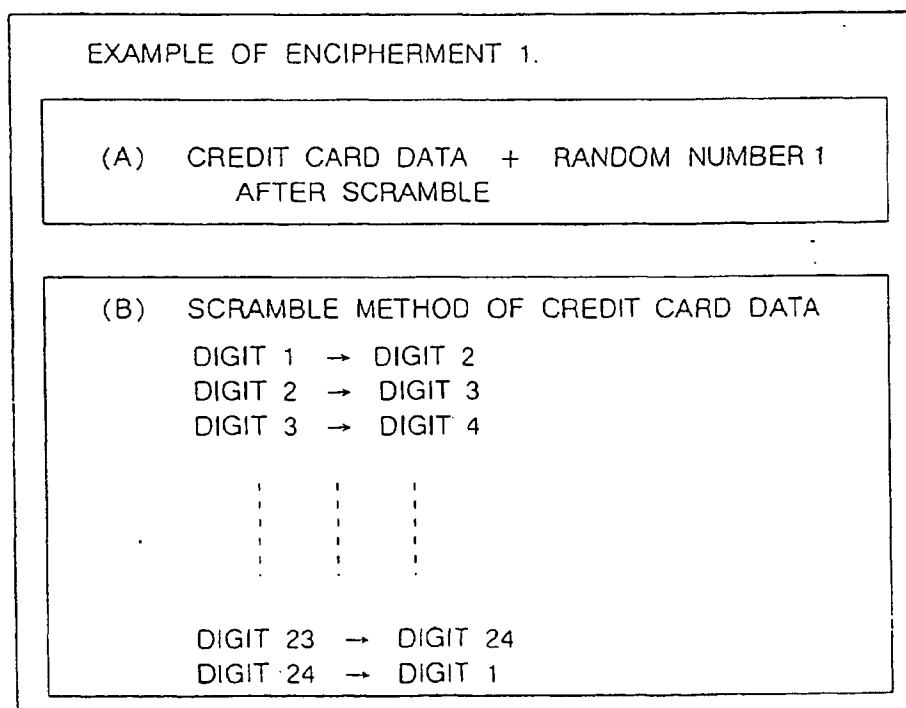 EXAMPLE OF ENCIPHERMENT 1.
(A) CREDIT CARD DATA + RANDOM NUMBER 1
AFTER SCRAMBLE
(B) SCRAMBLE METHOD OF CREDIT CARD DATA
DIGIT 1 → DIGIT 2
DIGIT 2 → DIGIT 3
DIGIT 3 → DIGIT 4
DIGIT 23 → DIGIT 24
DIGIT 24 → DIGIT 1